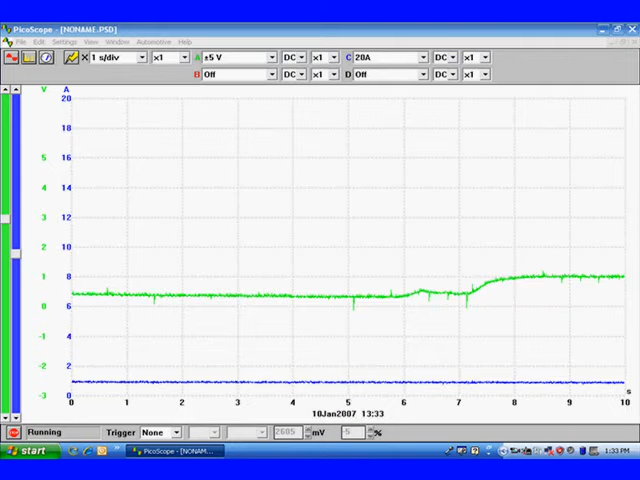 PicoScope - [NONAME.PSD]
File Edit Settings View Window Automotive Help
1 s/div x1 A ±5 V DC x1 C 20A DC x1
B Off DC x1 D Off DC x1
V A
20
18
5 16
4 14
3 12
2 10
1 8
0 6
-1 4
-2 2
-3 0
s
0 1 2 3 4 5 6 7 8 9 10
10Jan2007 13:33
Running Trigger None 2685 mV -5 %
start PicoScope - [NONAM... 1:33 PM